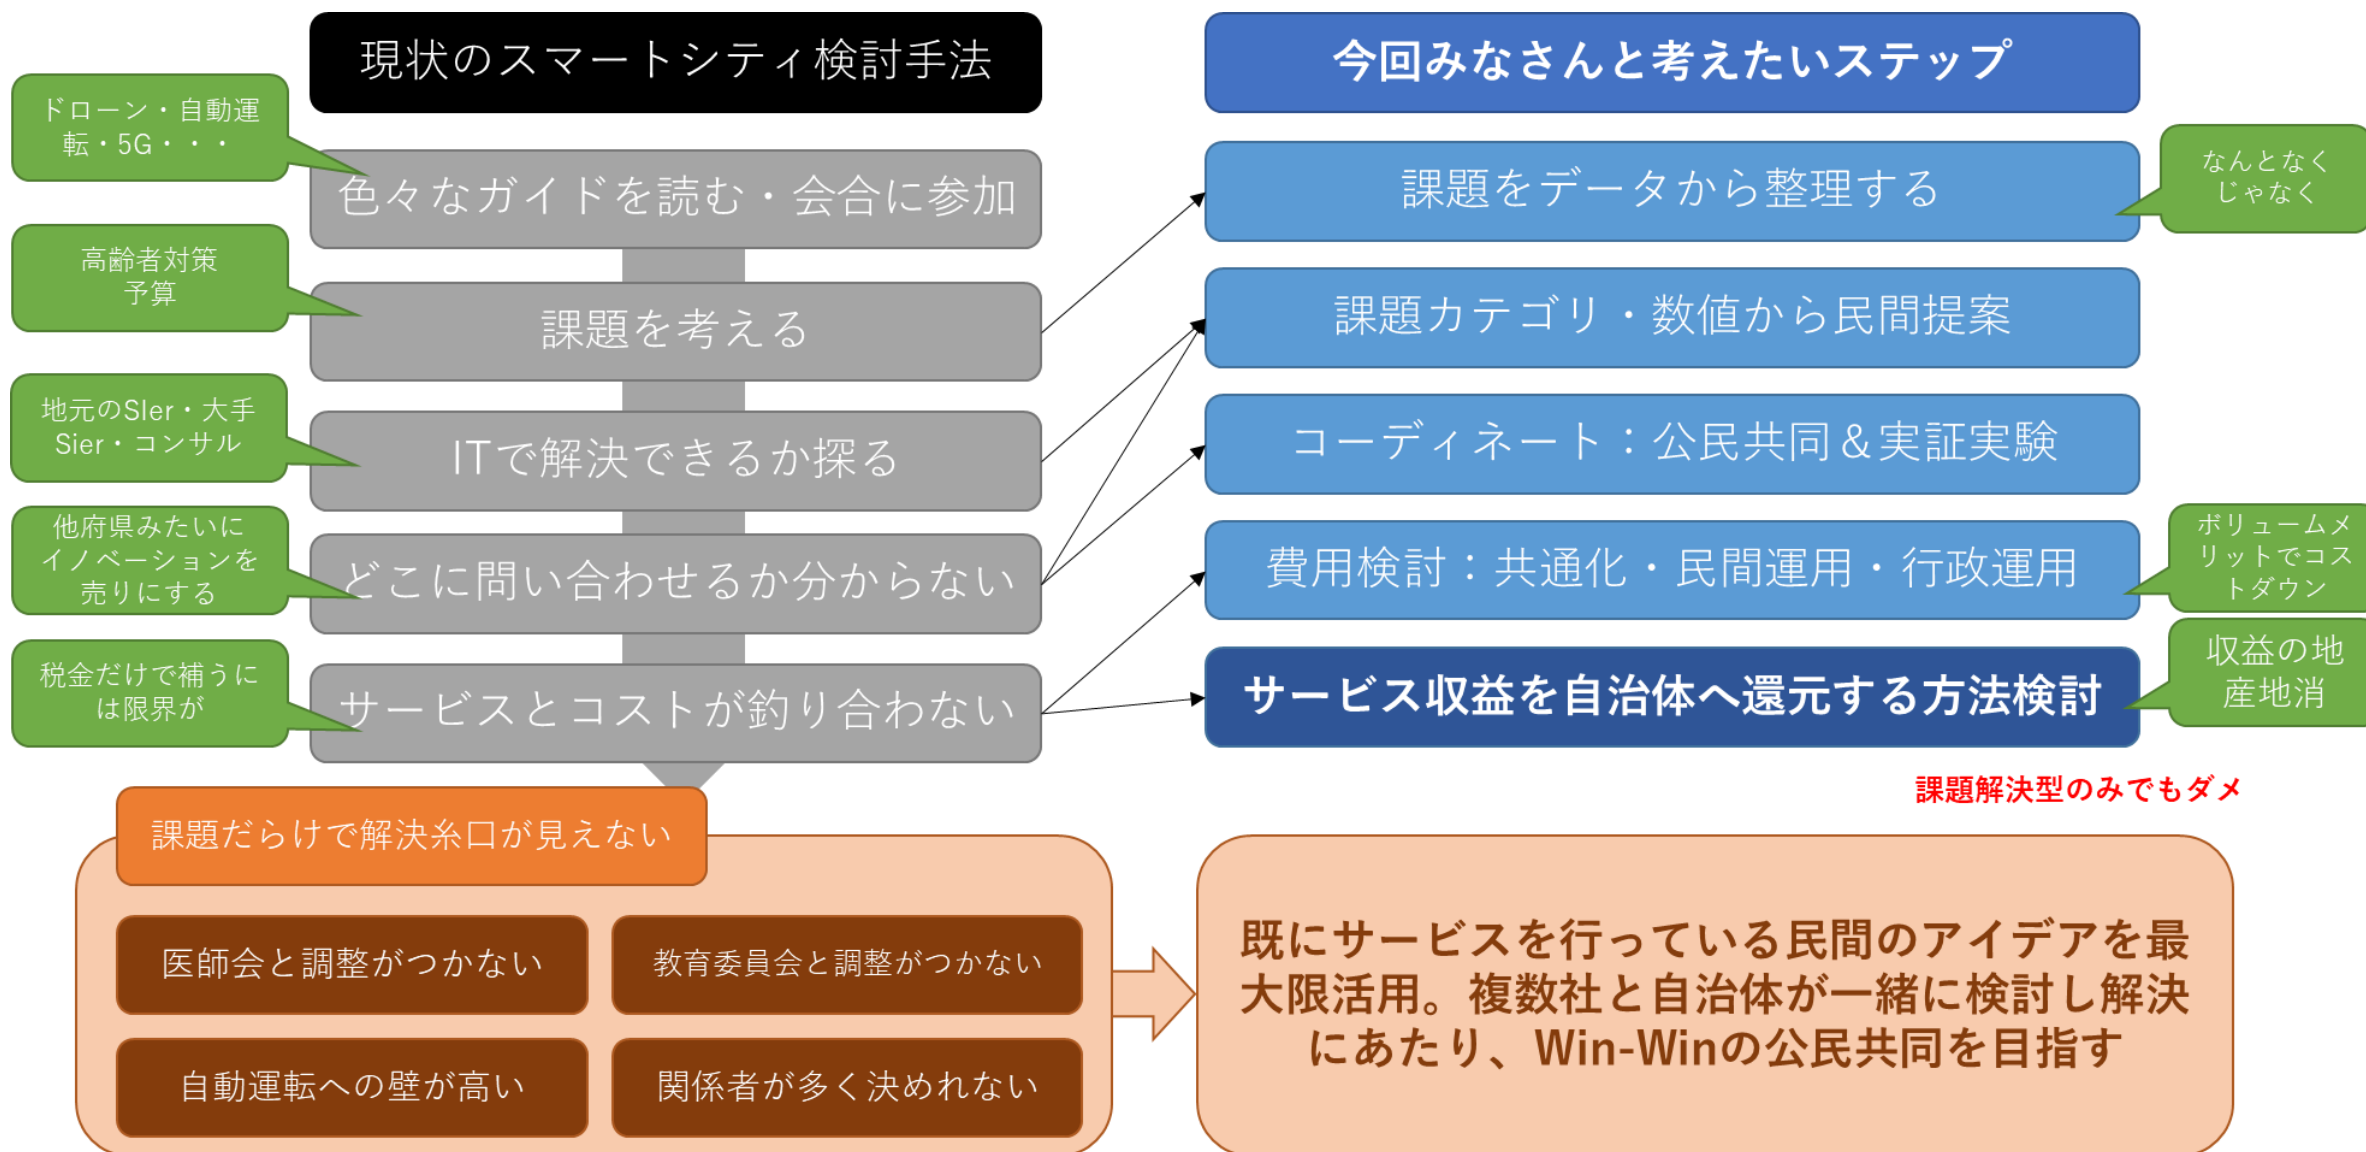 現状のスマートシティ検討手法
ドローン・自動運
転・5G・・・
色々なガイドを読む・会合に参加
高齢者対策
予算
課題を考える
地元のSIer・大手
Sier・コンサル
ITで解決できるか探る
他府県みたいに
イノベーションを
売りにする
どこに問い合わせるか分からない
税金だけで補うに
は限界が
サービスとコストが釣り合わない
今回みなさんと考えたいステップ
課題をデータから整理する
なんとなく
じゃなく
課題カテゴリ・数値から民間提案
コーディネート：公民共同＆実証実験
費用検討：共通化・民間運用・行政運用
ボリュームメ
リットでコス
トダウン
サービス収益を自治体へ還元する方法検討
収益の地
産地消
課題解決型のみでもダメ
課題だらけで解決糸口が見えない
医師会と調整がつかない
教育委員会と調整がつかない
自動運転への壁が高い
関係者が多く決めれない
既にサービスを行っている民間のアイデアを最
大限活用。複数社と自治体が一緒に検討し解決
にあたり、Win-Winの公民共同を目指す